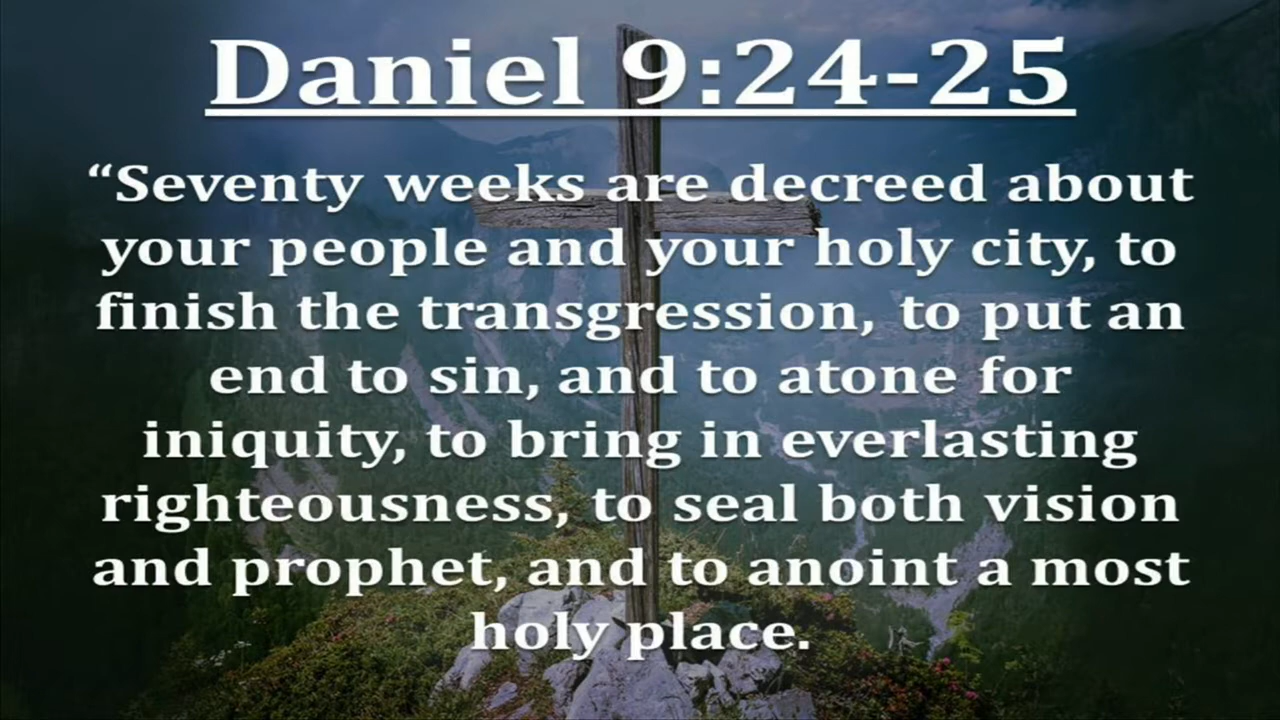 Daniel 9:24-25
“Seventy weeks are decreed about
your people and your holy city, to
finish the transgression, to put an
end to sin, and to atone for
iniquity, to bring in everlasting
righteousness, to seal both vision
and prophet, and to anoint a most
holy place.